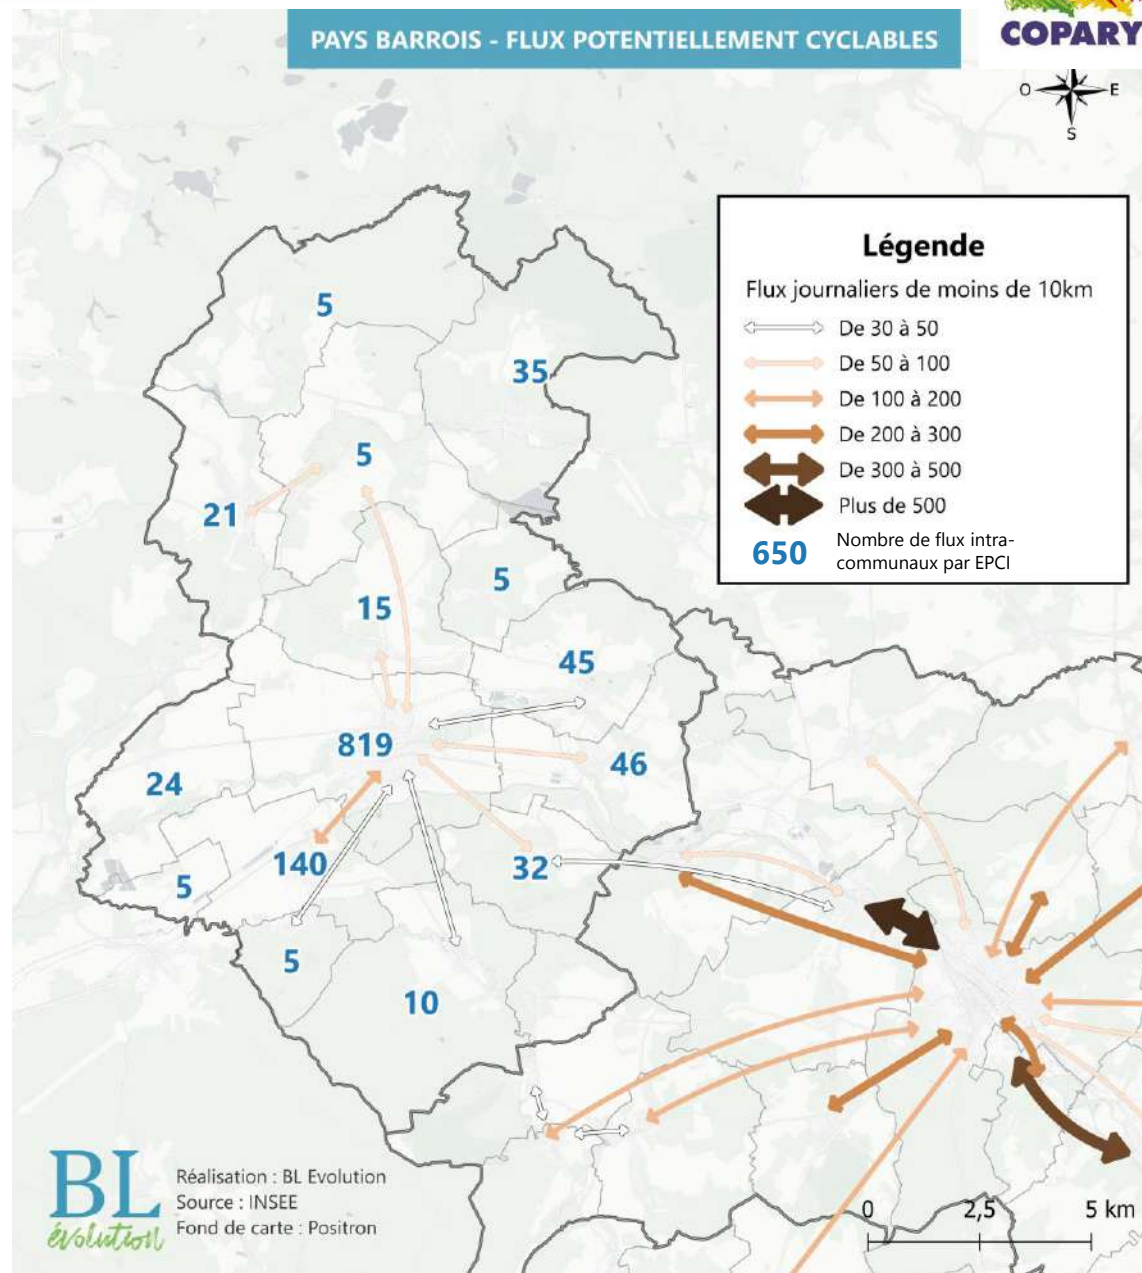 PAYS BARROIS - FLUX POTENTIELLEMENT CYCLABLES
COPARY
O
E
S
Légende
Flux journaliers de moins de 10km
De 30 à 50
De 50 à 100
De 100 à 200
De 200 à 300
De 300 à 500
Plus de 500
650
Nombre de flux intra-
communaux par EPCI
5
35
5
21
5
15
45
819
46
24
140
32
5
5
10
BL
évolution
Réalisation : BL Evolution
Source : INSEE
Fond de carte : Positron
0 2,5 5 km